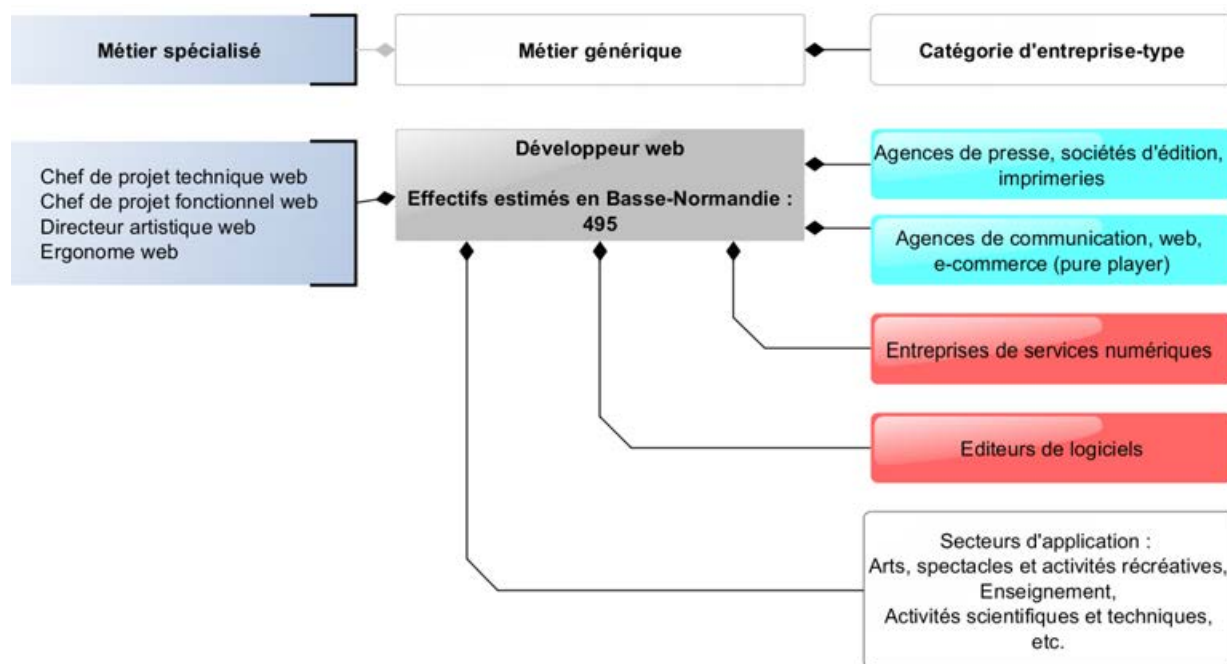 Métier spécialisé
Métier générique
Catégorie d'entreprise-type
Chef de projet technique web
Chef de projet fonctionnel web
Directeur artistique web
Ergonome web
Développeur web
Effectifs estimés en Basse-Normandie :
495
Agences de presse, sociétés d'édition,
imprimeries
Agences de communication, web,
e-commerce (pure player)
Entreprises de services numériques
Editeurs de logiciels
Secteurs d'application :
Arts, spectacles et activités récréatives,
Enseignement,
Activités scientifiques et techniques,
etc.